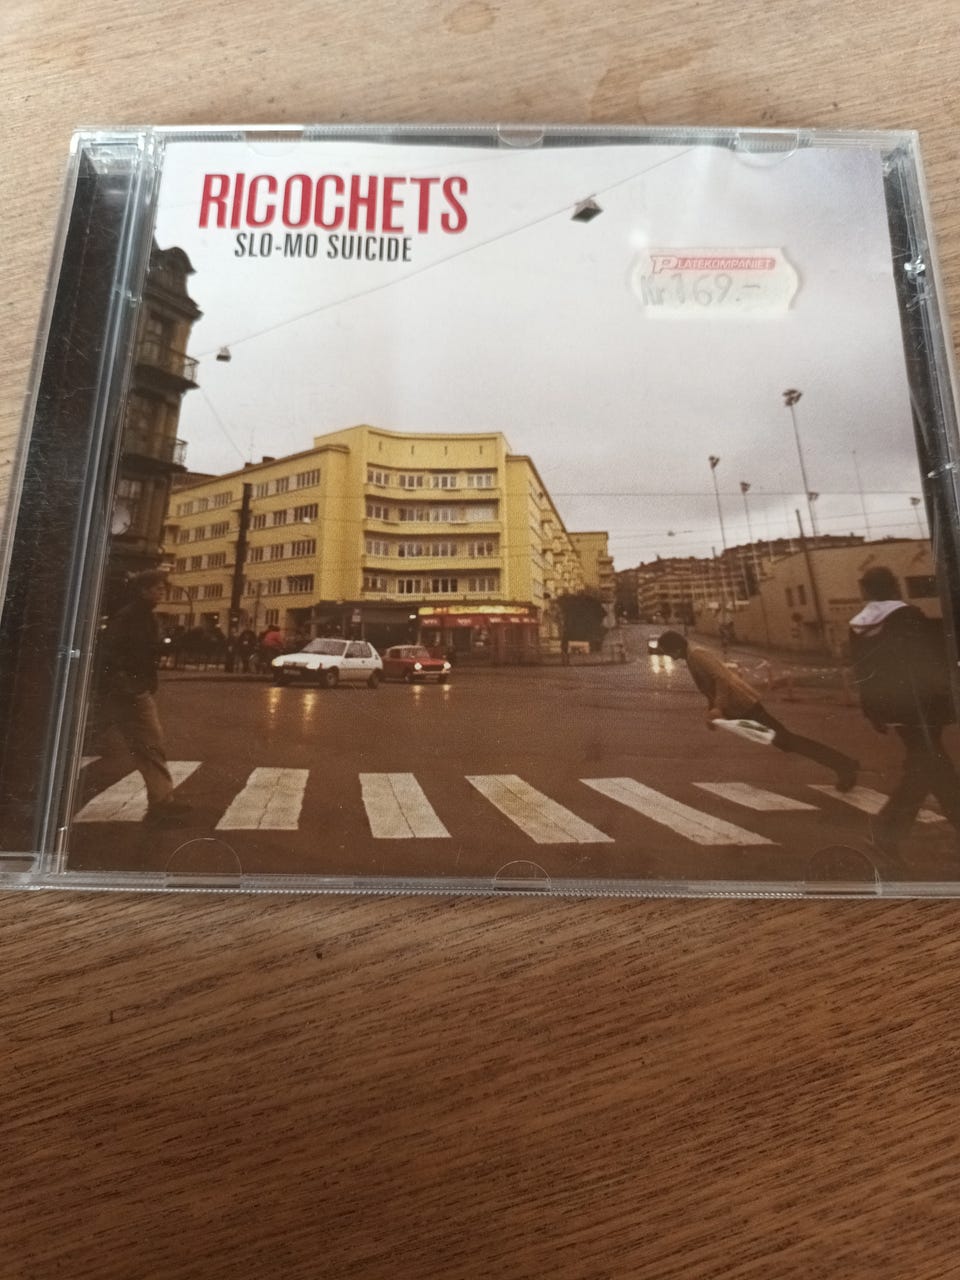 RICOCHETS
SLO-MO SUICIDE
PLATEKOMPANIET
Kr 169.-